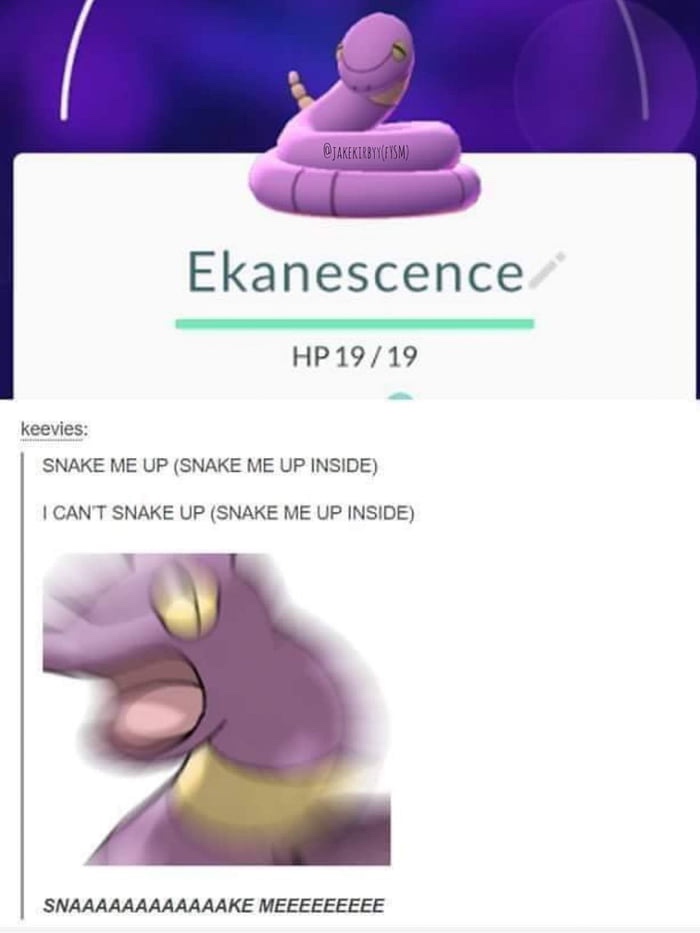 @JAKEKIRBYY(FYSM)
Ekanescence
HP 19 / 19
keevies:
SNAKE ME UP (SNAKE ME UP INSIDE)
I CAN'T SNAKE UP (SNAKE ME UP INSIDE)
SNAAAAAAAAAAAAKE MEEEEEEEEE